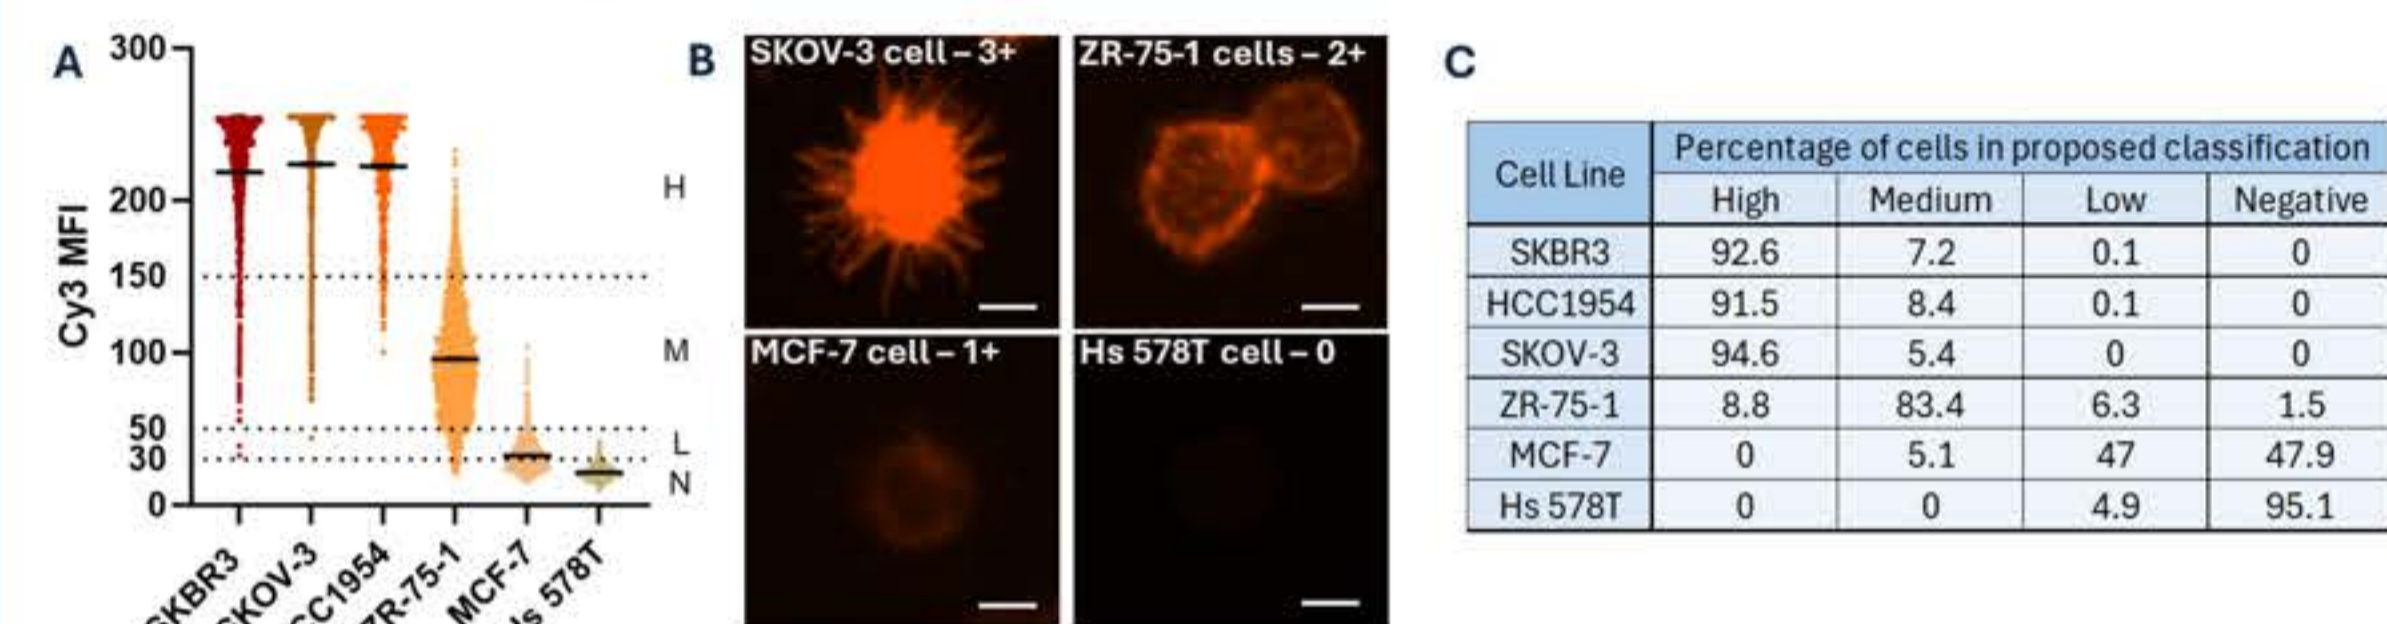 A
300
200
150
100
50
30
0
Cy3 MFI
H
M
L
N
SKBR3
SKOV-3
CC1954
ZR-75-1
MCF-7
Hs 578T
B
SKOV-3 cell – 3+
ZR-75-1 cells – 2+
MCF-7 cell – 1+
Hs 578T cell – 0
C
Cell Line
Percentage of cells in proposed classification
High Medium Low Negative
SKBR3 92.6 7.2 0.1 0
HCC1954 91.5 8.4 0.1 0
SKOV-3 94.6 5.4 0 0
ZR-75-1 8.8 83.4 6.3 1.5
MCF-7 0 5.1 47 47.9
Hs 578T 0 0 4.9 95.1